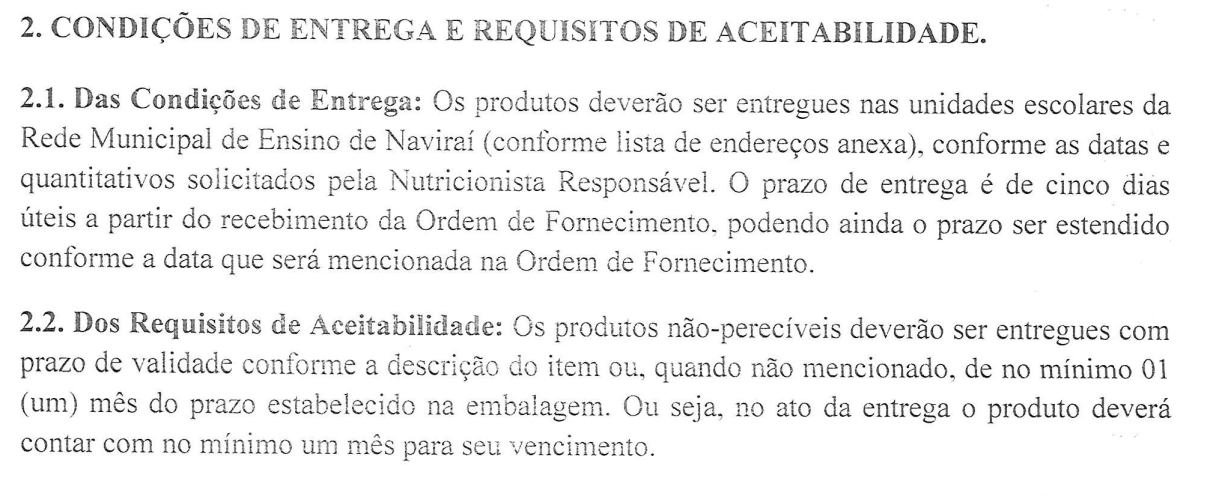 2. CONDIÇÕES DE ENTREGA E REQUISITOS DE ACEITABILIDADE.
2.1. Das Condições de Entrega: Os produtos deverão ser entregues nas unidades escolares da
Rede Municipal de Ensino de Naviraí (conforme lista de endereços anexa), conforme as datas e
quantitativos solicitados pela Nutricionista Responsável. O prazo de entrega é de cinco dias
úteis a partir do recebimento da Ordem de Fornecimento, podendo ainda o prazo ser estendido
conforme a data que será mencionada na Ordem de Fornecimento.
2.2. Dos Requisitos de Aceitabilidade: Os produtos não-perecíveis deverão ser entregues com
prazo de validade conforme a descrição do item ou, quando não mencionado, de no mínimo 01
(um) mês do prazo estabelecido na embalagem. Ou seja, no ato da entrega o produto deverá
contar com no mínimo um mês para seu vencimento.